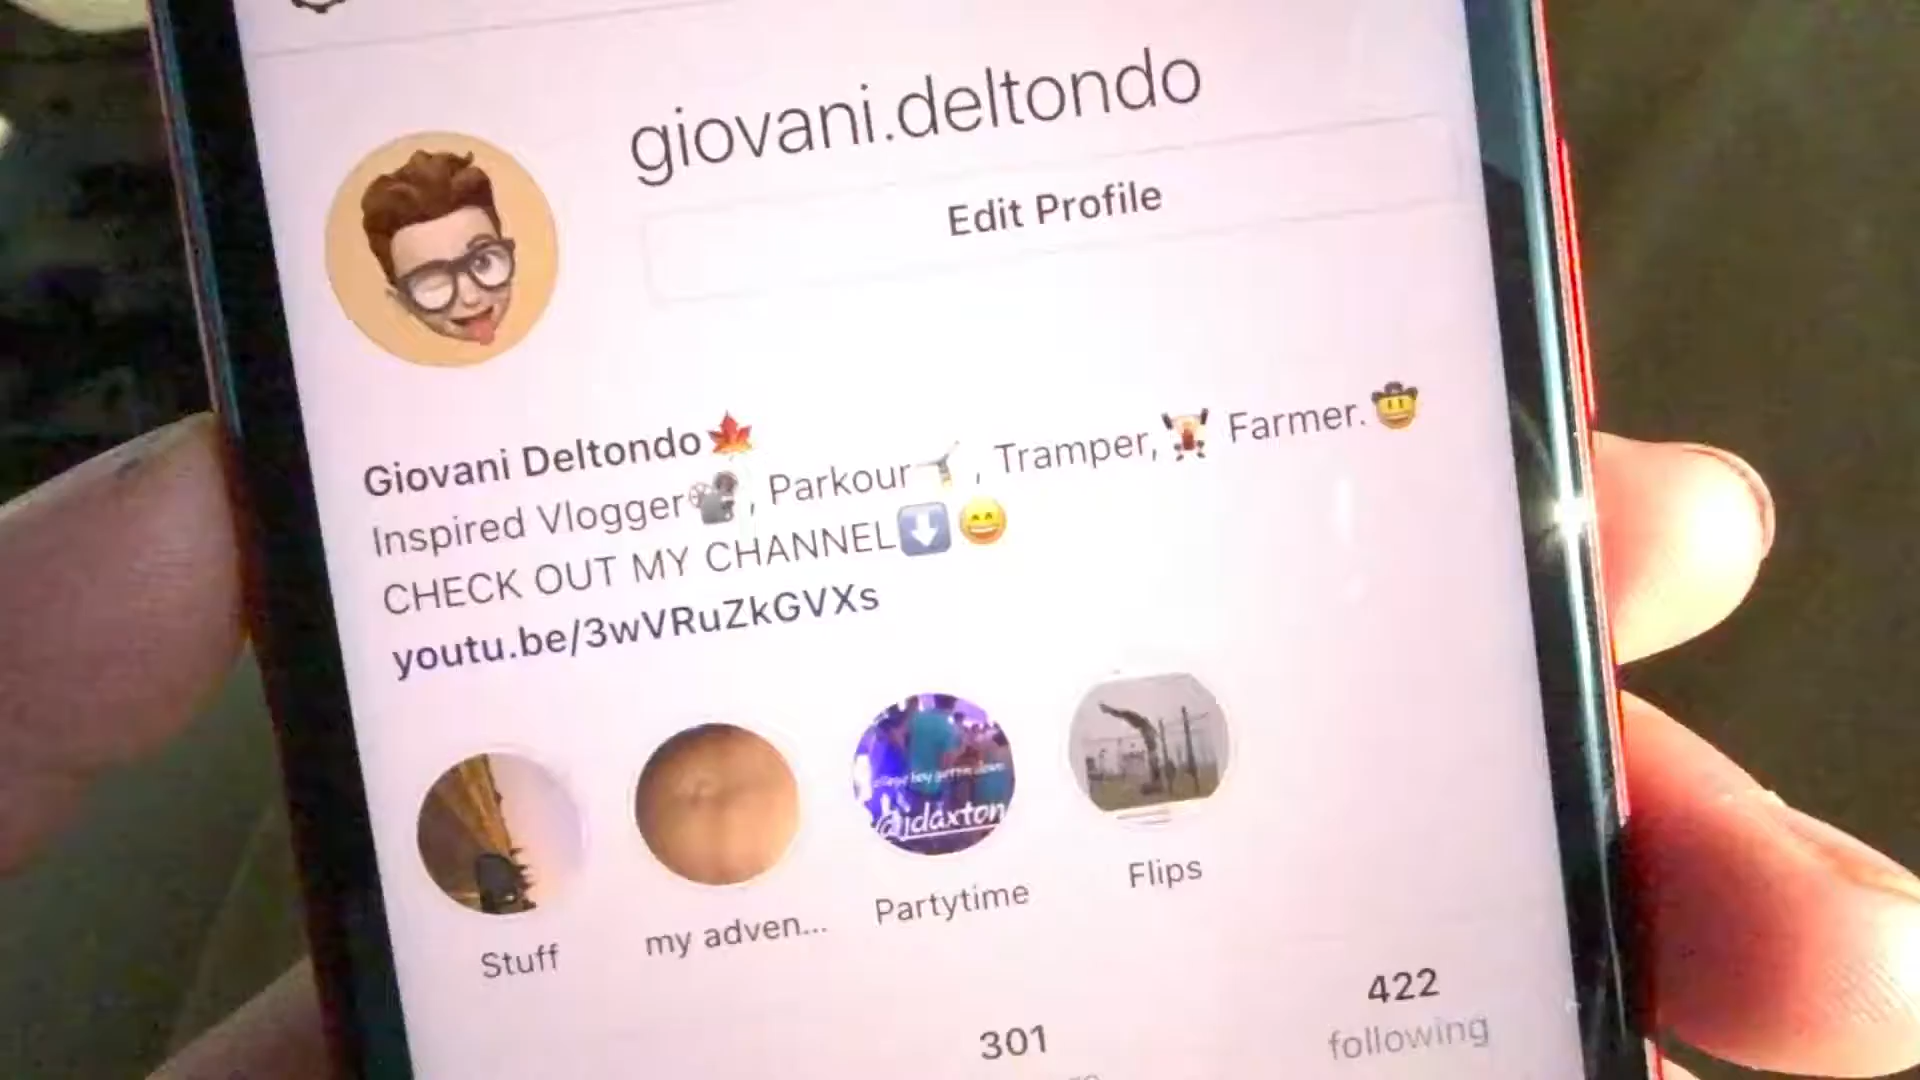 giovani.deltondo
Edit Profile
Giovani Deltondo🍁
Inspired Vlogger🎥, Parkour🤸, Tramper,🏋 Farmer.🤠
CHECK OUT MY CHANNEL⬇️😄
youtu.be/3wVRuZkGVXs
@jdaxton
Stuff
my adven...
Partytime
Flips
301
422
following